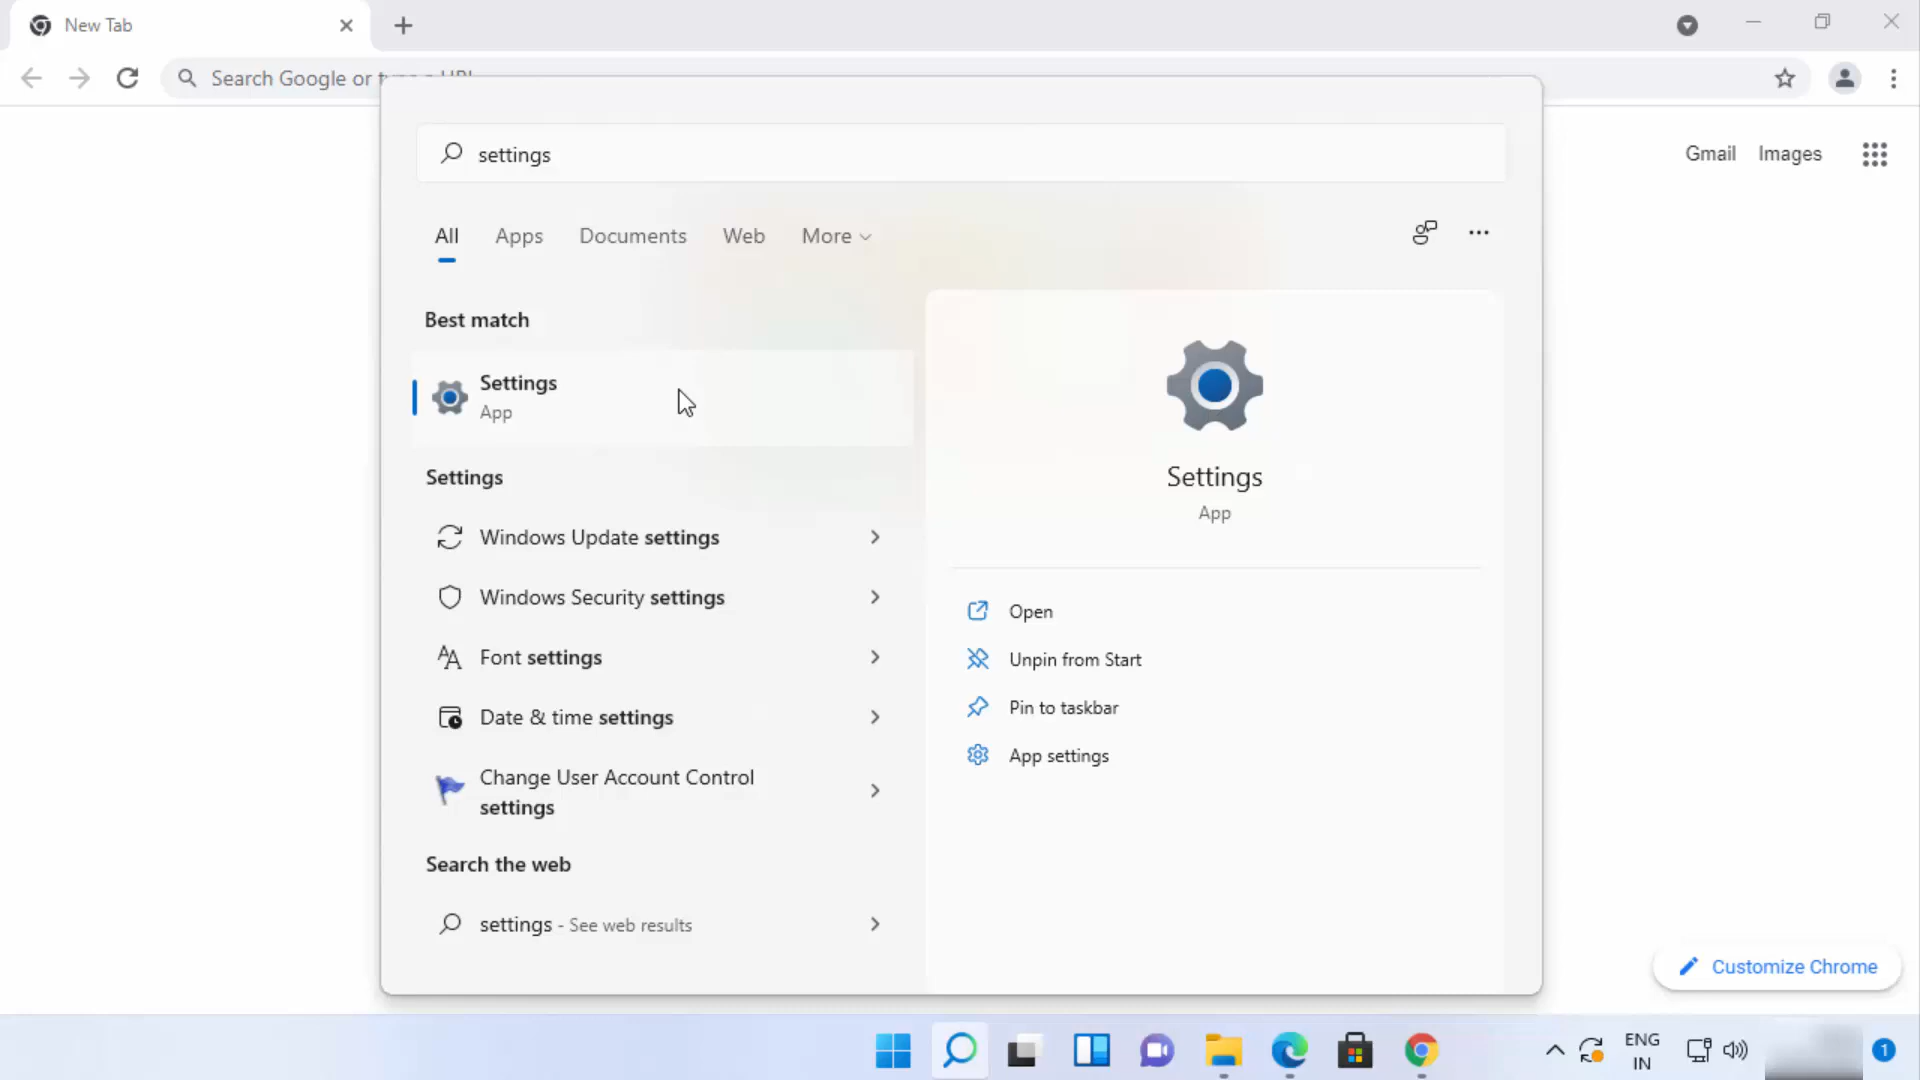 New Tab
Search Google or
settings
Gmail Images
All Apps Documents Web More
Best match
Settings
App
Settings
Windows Update settings
Windows Security settings
Font settings
Date & time settings
Change User Account Control
settings
Search the web
settings - See web results
Settings
App
Open
Unpin from Start
Pin to taskbar
App settings
Customize Chrome
ENG
IN
1